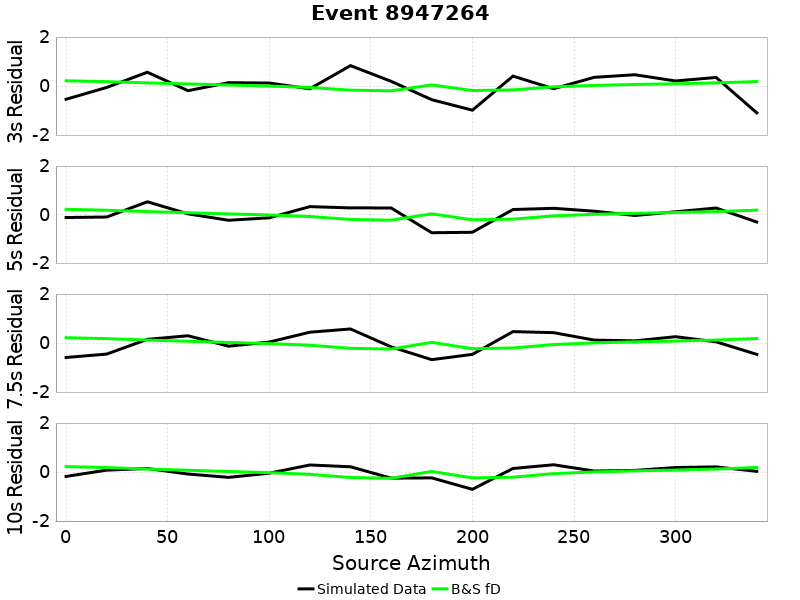 Event 8947264
3s Residual
2
0
-2
5s Residual
2
0
-2
7.5s Residual
2
0
-2
10s Residual
2
0
-2
0 50 100 150 200 250 300
Source Azimuth
Simulated Data B&S fD